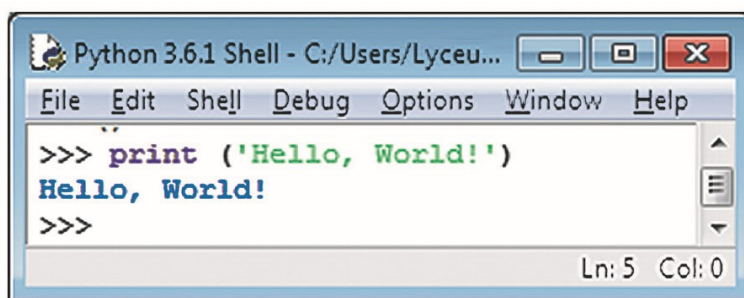 Python 3.6.1 Shell - C:/Users/Lyceu...
File Edit Shell Debug Options Window Help
>>> print ('Hello, World!')
Hello, World!
>>>
Ln: 5 Col: 0